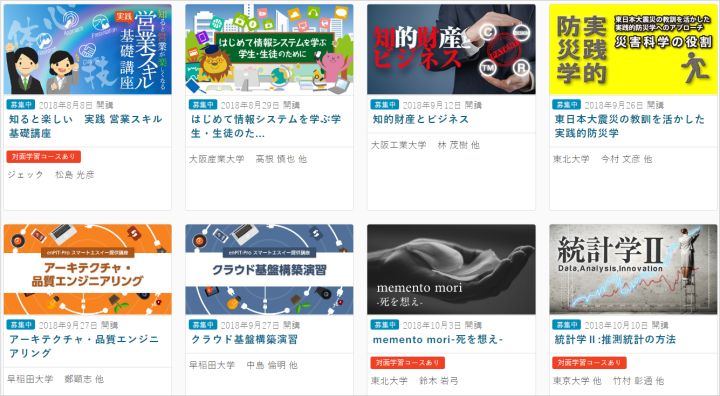 知ると営業が楽しくなる
実践
営業スキル
基礎講座
募集中 2018年8月8日 開講
知ると楽しい 実践 営業スキル
基礎講座
対面学習コースあり
ジェック 松島 光彦
はじめて情報システムを学ぶ
学生・生徒のために
募集中 2018年8月29日 開講
はじめて情報システムを学ぶ学
生・生徒のた...
大阪産業大学 高根 慎也 他
知的財産と
ビジネス
募集中 2018年9月12日 開講
知的財産とビジネス
大阪工業大学 林 茂樹 他
東日本大震災の教訓を活かした
実践的防災学へのアプローチ
実践的
防災学
災害科学の役割
募集中 2018年9月26日 開講
東日本大震災の教訓を活かした
実践的防災学
東北大学 今村 文彦 他
enPiT-Pro スマートエスイー提供講座
アーキテクチャ・
品質エンジニアリング
募集中 2018年9月27日 開講
アーキテクチャ・品質エンジニ
アリング
早稲田大学 鄭顕志 他
enPiT-Pro スマートエスイー提供講座
クラウド基盤構築演習
募集中 2018年9月27日 開講
クラウド基盤構築演習
早稲田大学 中島 倫明 他
memento mori
-死を想え-
募集中 2018年10月3日 開講
memento mori-死を想え-
対面学習コースあり
東北大学 鈴木 岩弓
統計学Ⅱ
Data,Analysis,Innovation
募集中 2018年10月10日 開講
統計学Ⅱ:推測統計の方法
対面学習コースあり
東京大学 他 竹村 彰通 他